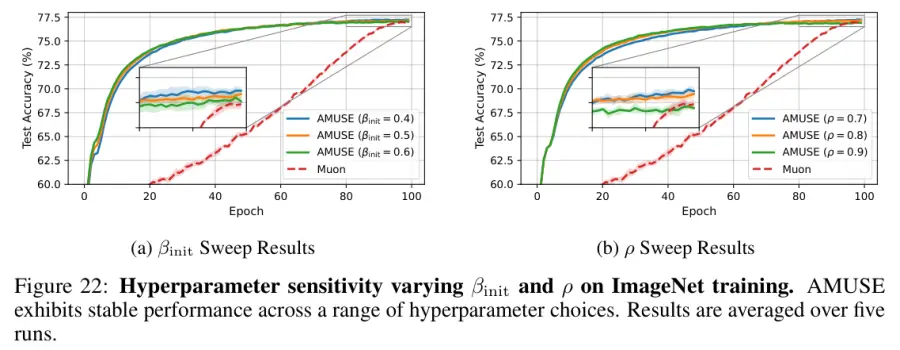 77.5
75.0
72.5
70.0
67.5
65.0
62.5
60.0
Test Accuracy (%)
0 20 40 60 80 100
Epoch
AMUSE (βinit = 0.4)
AMUSE (βinit = 0.5)
AMUSE (βinit = 0.6)
Muon
(a) βinit Sweep Results
77.5
75.0
72.5
70.0
67.5
65.0
62.5
60.0
Test Accuracy (%)
0 20 40 60 80 100
Epoch
AMUSE (ρ = 0.7)
AMUSE (ρ = 0.8)
AMUSE (ρ = 0.9)
Muon
(b) ρ Sweep Results
Figure 22: Hyperparameter sensitivity varying βinit and ρ on ImageNet training. AMUSE
exhibits stable performance across a range of hyperparameter choices. Results are averaged over five
runs.